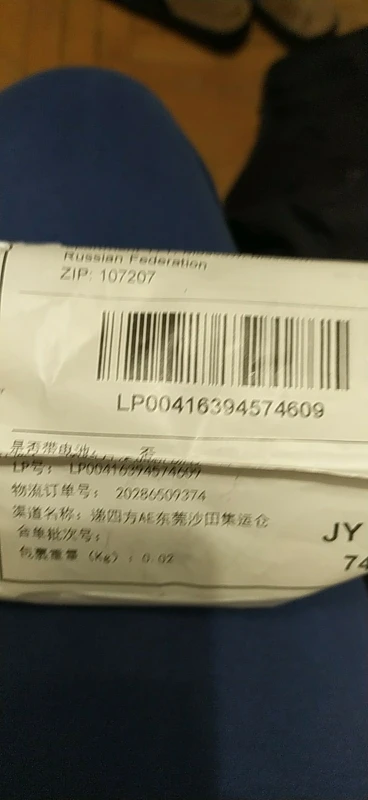 Russian Federation
ZIP: 107207
LP00416394574609
是否带电池： 否
LP号： LP00416394574609
物流订单号： 20286509374
渠道名称：递四方AE东莞沙田集运仓
合单批次号：
包裹重量（Kg）：0.02
JY
74